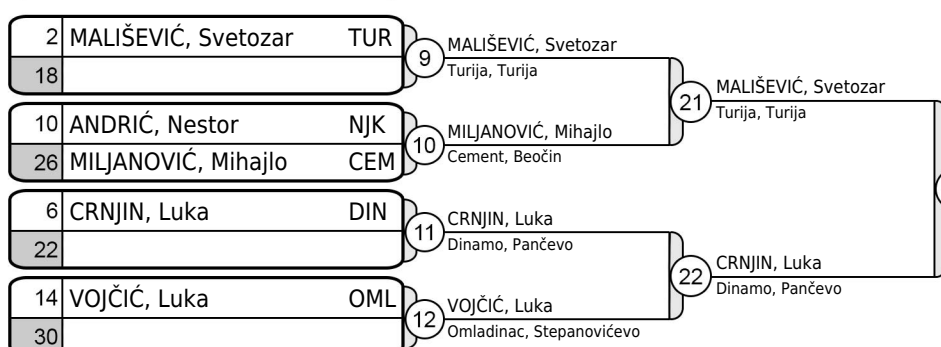 2 MALIŠEVIĆ, Svetozar TUR
18
9
MALIŠEVIĆ, Svetozar
Turija, Turija
10 ANDRIĆ, Nestor NJK
26 MILJANOVIĆ, Mihajlo CEM
10
MILJANOVIĆ, Mihajlo
Cement, Beočin
21
MALIŠEVIĆ, Svetozar
Turija, Turija
6 CRNJIN, Luka DIN
22
11
CRNJIN, Luka
Dinamo, Pančevo
14 VOJČIĆ, Luka OML
30
12
VOJČIĆ, Luka
Omladinac, Stepanovićevo
22
CRNJIN, Luka
Dinamo, Pančevo